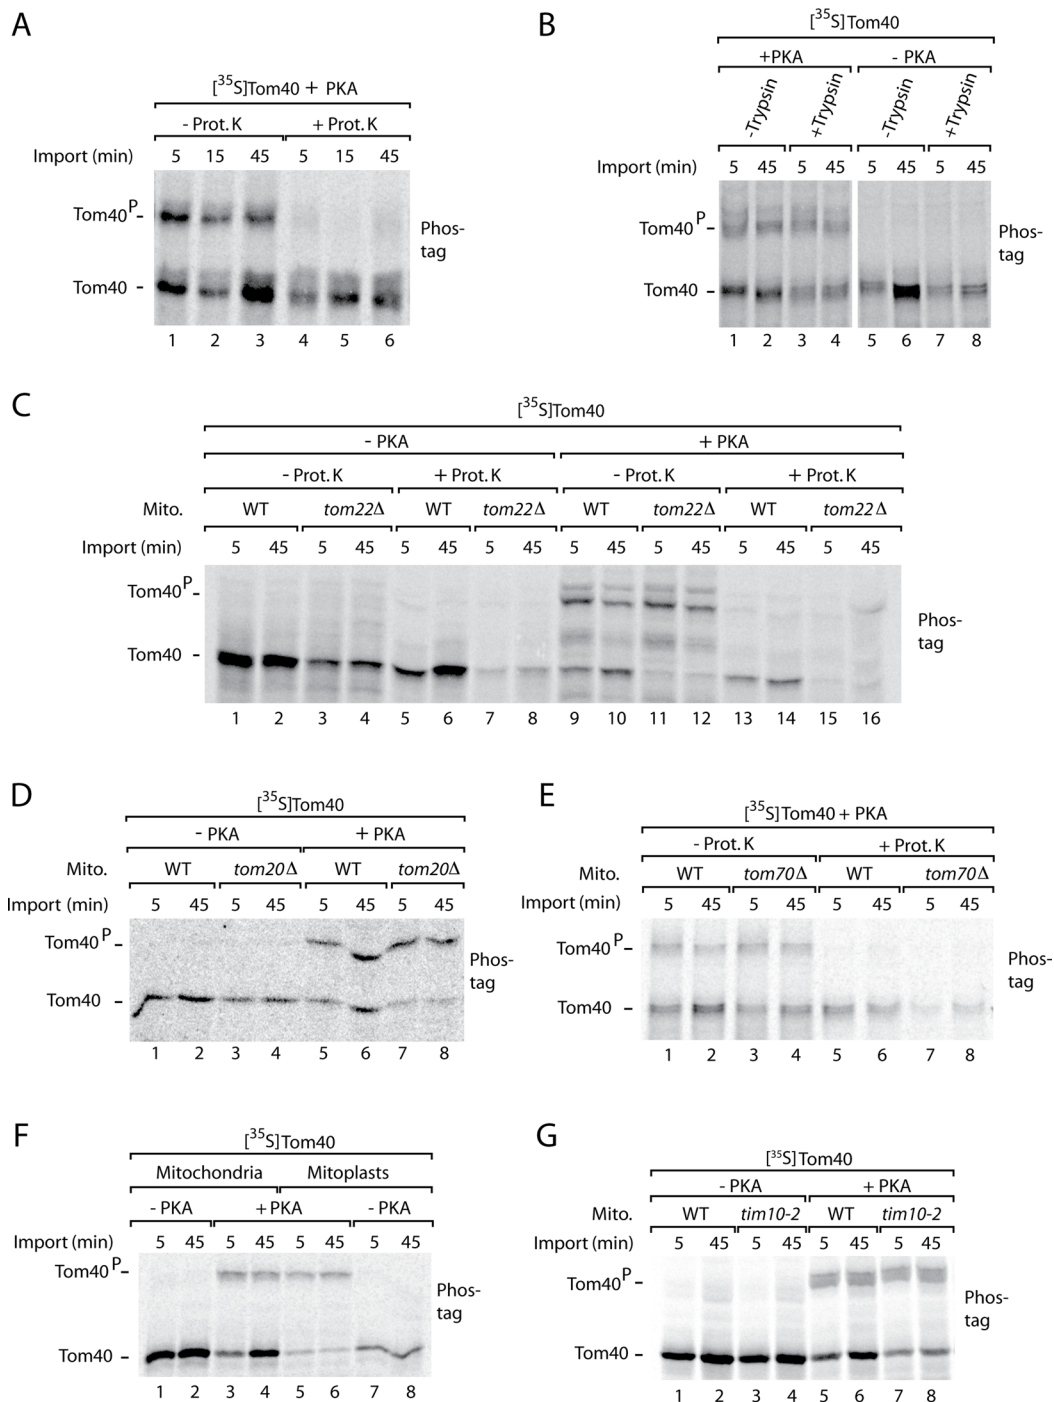 A
[35S]Tom40 + PKA
- Prot. K + Prot. K
Import (min) 5 15 45 5 15 45
Tom40P
Tom40
Phos-
tag
1 2 3 4 5 6
B
[35S]Tom40
+PKA - PKA
-Trypsin +Trypsin -Trypsin +Trypsin
Import (min) 5 45 5 45 5 45 5 45
Tom40P
Tom40
Phos-
tag
1 2 3 4 5 6 7 8
C
[35S]Tom40
- PKA + PKA
- Prot. K + Prot. K - Prot. K + Prot. K
Mito. WT tom22Δ WT tom22Δ WT tom22Δ WT tom22Δ
Import (min) 5 45 5 45 5 45 5 45 5 45 5 45 5 45 5 45
Tom40P
Tom40
Phos-
tag
1 2 3 4 5 6 7 8 9 10 11 12 13 14 15 16
D
[35S]Tom40
- PKA + PKA
Mito. WT tom20Δ WT tom20Δ
Import (min) 5 45 5 45 5 45 5 45
Tom40P
Tom40
Phos-
tag
1 2 3 4 5 6 7 8
E
[35S]Tom40 + PKA
- Prot. K + Prot. K
Mito. WT tom70Δ WT tom70Δ
Import (min) 5 45 5 45 5 45 5 45
Tom40P
Tom40
Phos-
tag
1 2 3 4 5 6 7 8
F
[35S]Tom40
Mitochondria Mitoplasts
- PKA +PKA - PKA
Import (min) 5 45 5 45 5 45 5 45
Tom40P
Tom40
Phos-
tag
1 2 3 4 5 6 7 8
G
[35S]Tom40
- PKA + PKA
Mito. WT tim10-2 WT tim10-2
Import (min) 5 45 5 45 5 45 5 45
Tom40P
Tom40
Phos-
tag
1 2 3 4 5 6 7 8